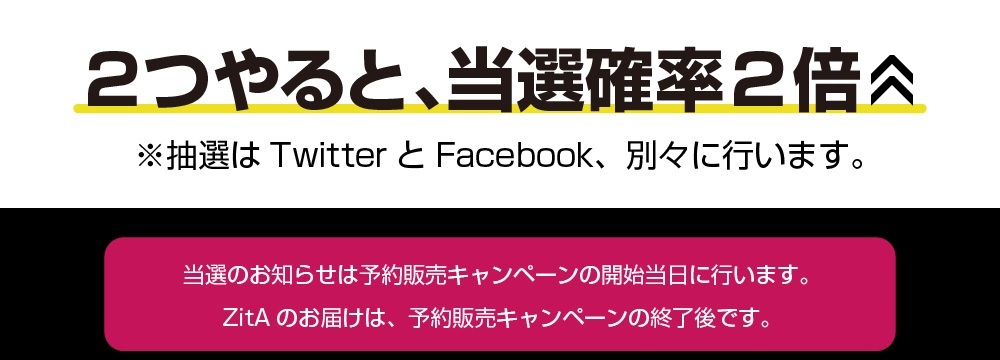 ２つやると、当選確率２倍
※抽選は Twitter と Facebook、別々に行います。
当選のお知らせは予約販売キャンペーンの開始当日に行います。
ZitA のお届けは、予約販売キャンペーンの終了後です。